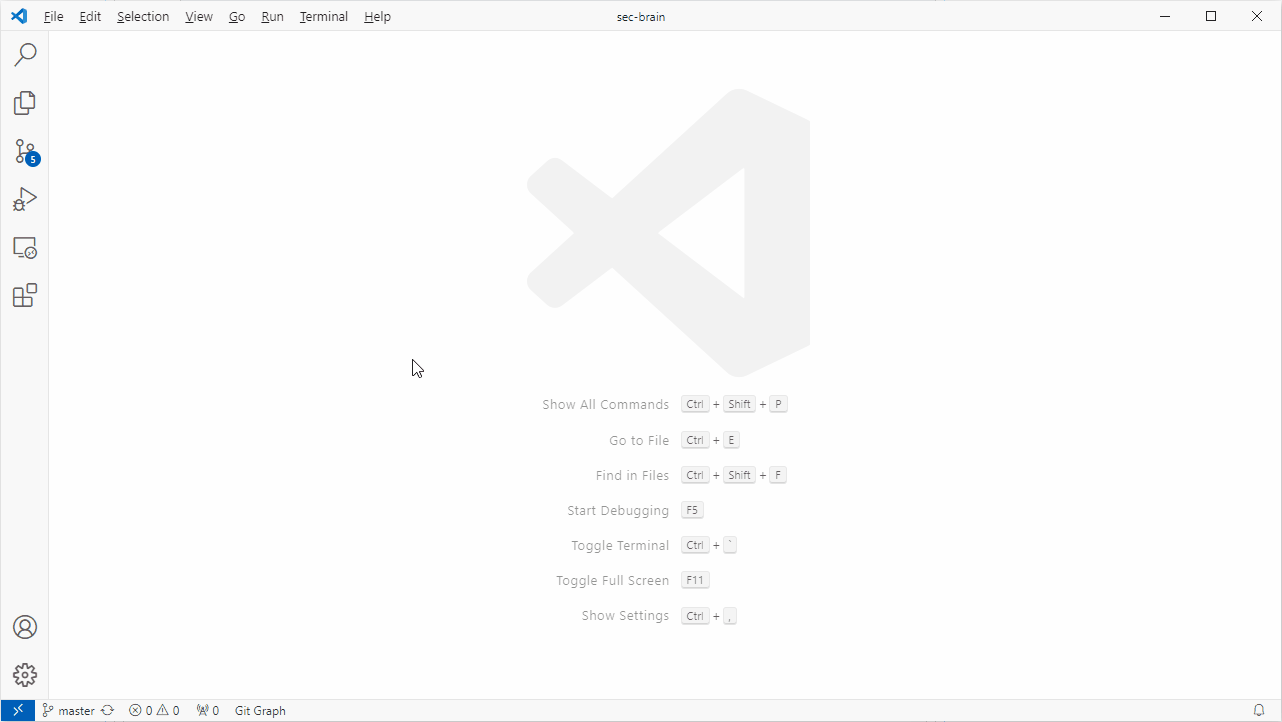 File Edit Selection View Go Run Terminal Help sec-brain
5
Show All Commands Ctrl + Shift + P
Go to File Ctrl + E
Find in Files Ctrl + Shift + F
Start Debugging F5
Toggle Terminal Ctrl + `
Toggle Full Screen F11
Show Settings Ctrl + ,
master 0 0 0 Git Graph